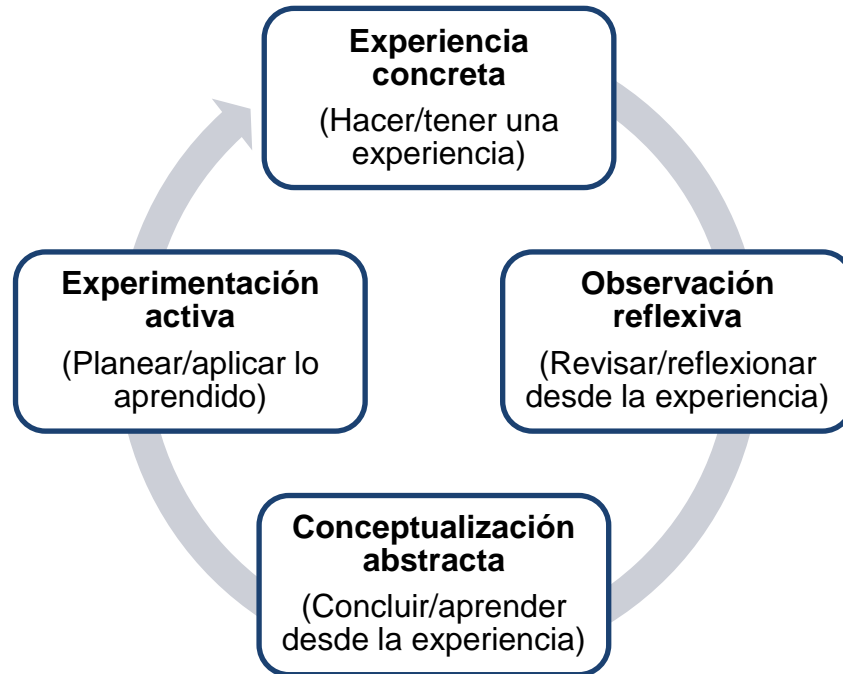 Experiencia
concreta
(Hacer/tener una
experiencia)
Experimentación
activa
(Planear/aplicar lo
aprendido)
Observación
reflexiva
(Revisar/reflexionar
desde la experiencia)
Conceptualización
abstracta
(Concluir/aprender
desde la experiencia)